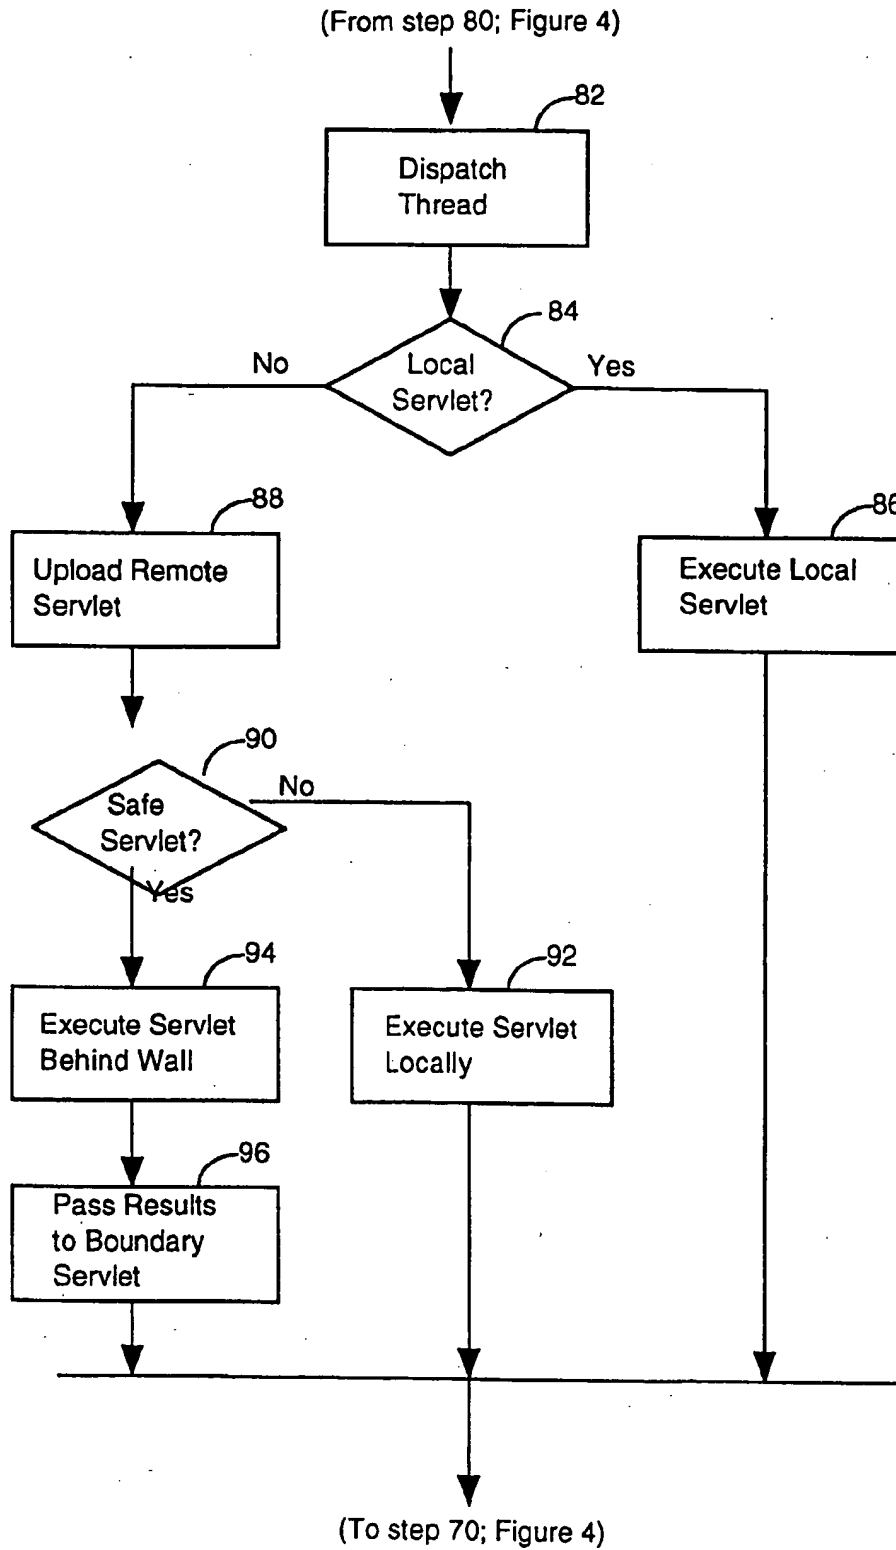 (From step 80; Figure 4)
82
Dispatch
Thread
84
Local
Servlet?
No
Yes
88
Upload Remote
Servlet
86
Execute Local
Servlet
90
Safe
Servlet?
No
Yes
94
Execute Servlet
Behind Wall
92
Execute Servlet
Locally
96
Pass Results
to Boundary
Servlet
(To step 70; Figure 4)